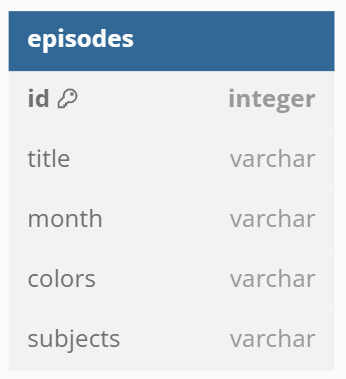 episodes
id integer
title varchar
month varchar
colors varchar
subjects varchar